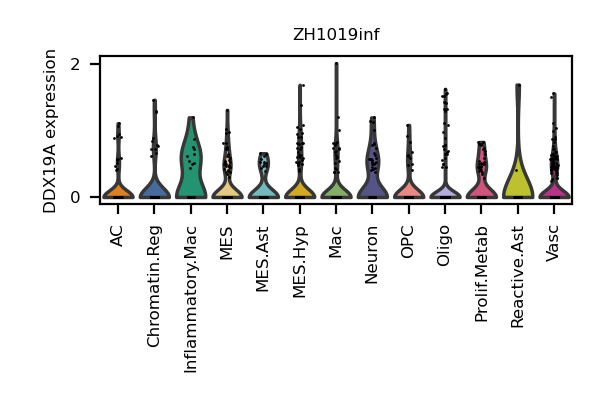 ZH1019inf
DDX19A expression
2
0
AC
Chromatin.Reg
Inflammatory.Mac
MES
MES.Ast
MES.Hyp
Mac
Neuron
OPC
Oligo
Prolif.Metab
Reactive.Ast
Vasc